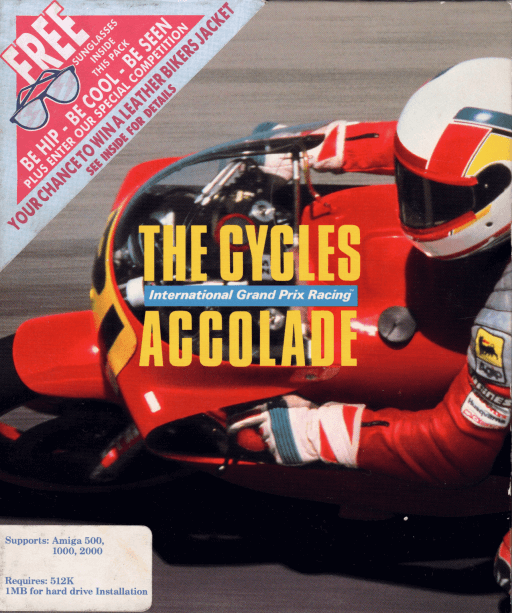 FREE
SUNGLASSES
INSIDE
THIS PACK
BE HIP - BE COOL - BE SEEN
PLUS ENTER OUR SPECIAL COMPETITION
YOUR CHANCE TO WIN A LEATHER BIKERS JACKET
SEE INSIDE FOR DETAILS
THE CYCLES
International Grand Prix Racing™
ACCOLADE
Agip
Supports: Amiga 500,
1000, 2000
Requires: 512K
1MB for hard drive Installation